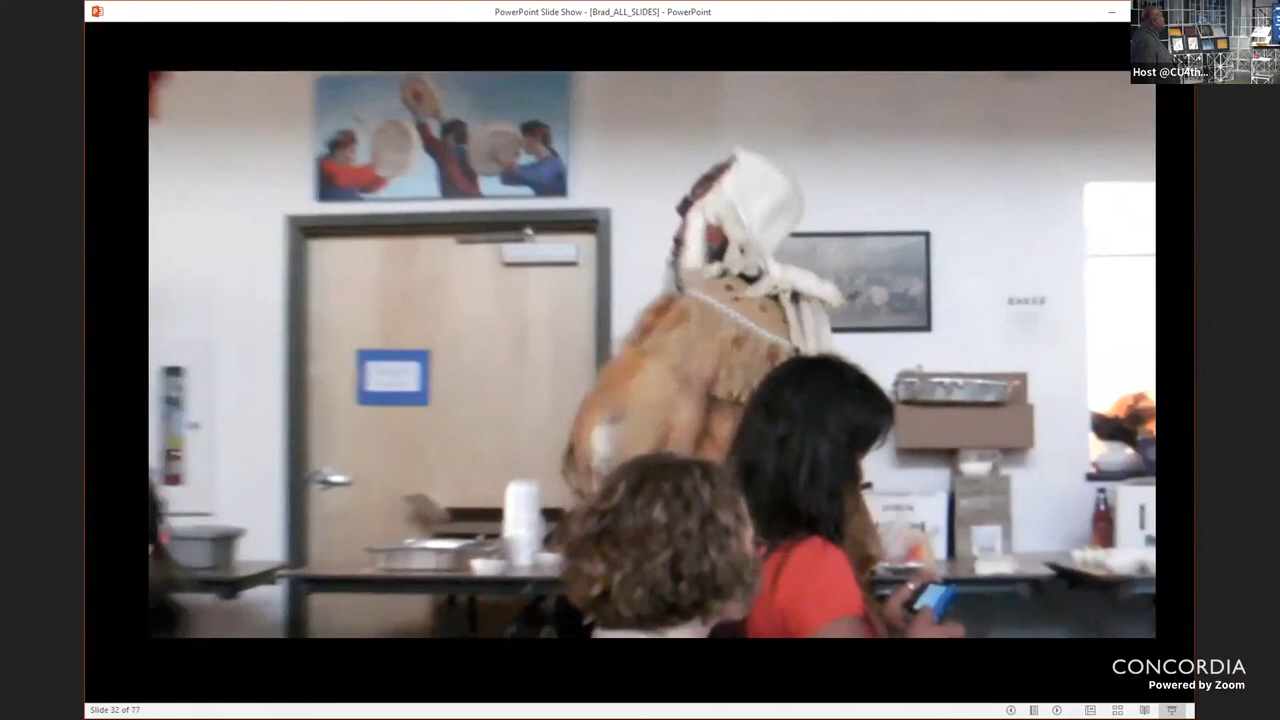 PowerPoint Slide Show - [Brad_ALL_SLIDES] - PowerPoint
Host @CU4th...
CONCORDIA
Powered by Zoom
Slide 32 of 77